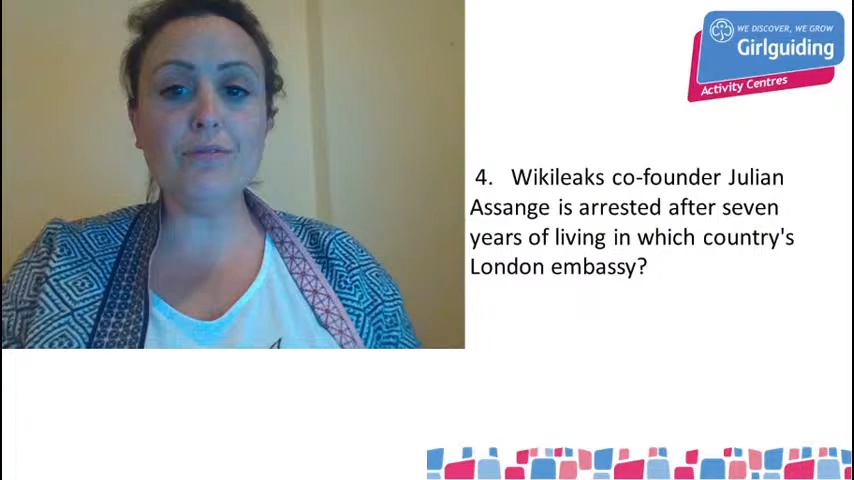 WE DISCOVER, WE GROW
Girlguiding
Activity Centres
4. Wikileaks co-founder Julian
Assange is arrested after seven
years of living in which country's
London embassy?